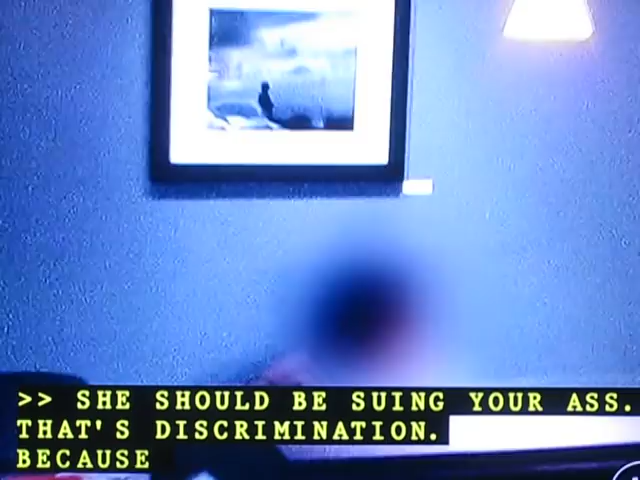 >> SHE SHOULD BE SUING YOUR ASS.
THAT'S DISCRIMINATION.
BECAUSE